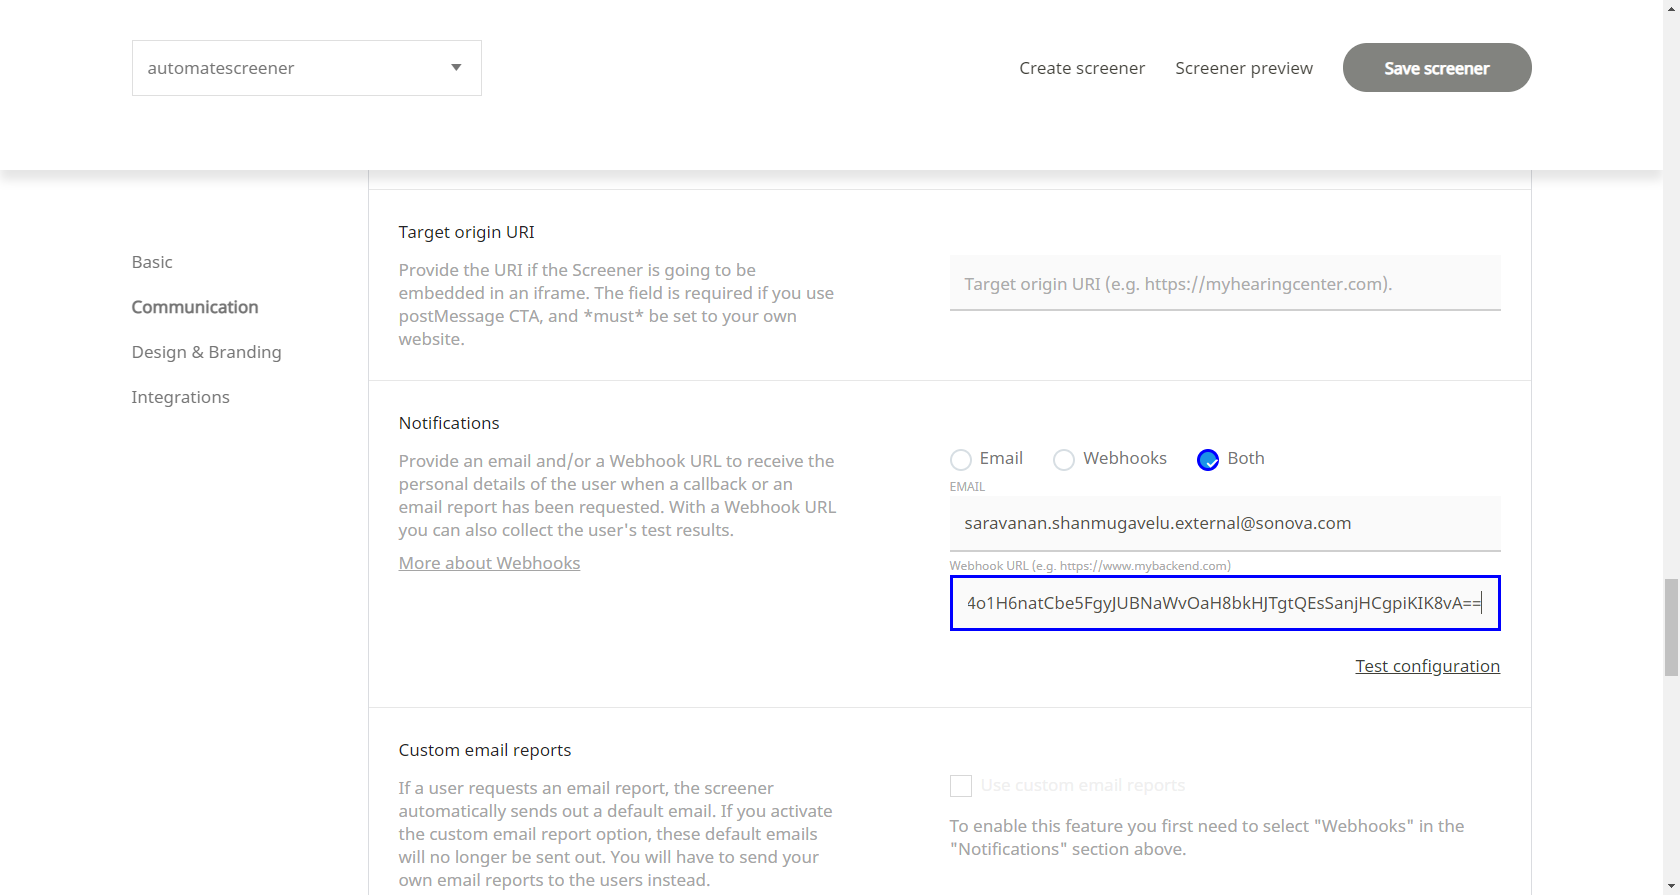 automatescreener
Create screener
Screener preview
Save screener
Basic
Communication
Design & Branding
Integrations
Target origin URI
Provide the URI if the Screener is going to be
embedded in an iframe. The field is required if you use
postMessage CTA, and *must* be set to your own
website.
Target origin URI (e.g. https://myhearingcenter.com).
Notifications
Provide an email and/or a Webhook URL to receive the
personal details of the user when a callback or an
email report has been requested. With a Webhook URL
you can also collect the user's test results.
More about Webhooks
Email
Webhooks
Both
EMAIL
saravanan.shanmugavelu.external@sonova.com
Webhook URL (e.g. https://www.mybackend.com)
4o1H6natCbe5FgyJUBNaWvOaH8bkHJTgtQEsSanjHCgpiKIK8vA==
Test configuration
Custom email reports
If a user requests an email report, the screener
automatically sends out a default email. If you activate
the custom email report option, these default emails
will no longer be sent out. You will have to send your
own email reports to the users instead.
Use custom email reports
To enable this feature you first need to select "Webhooks" in the
"Notifications" section above.